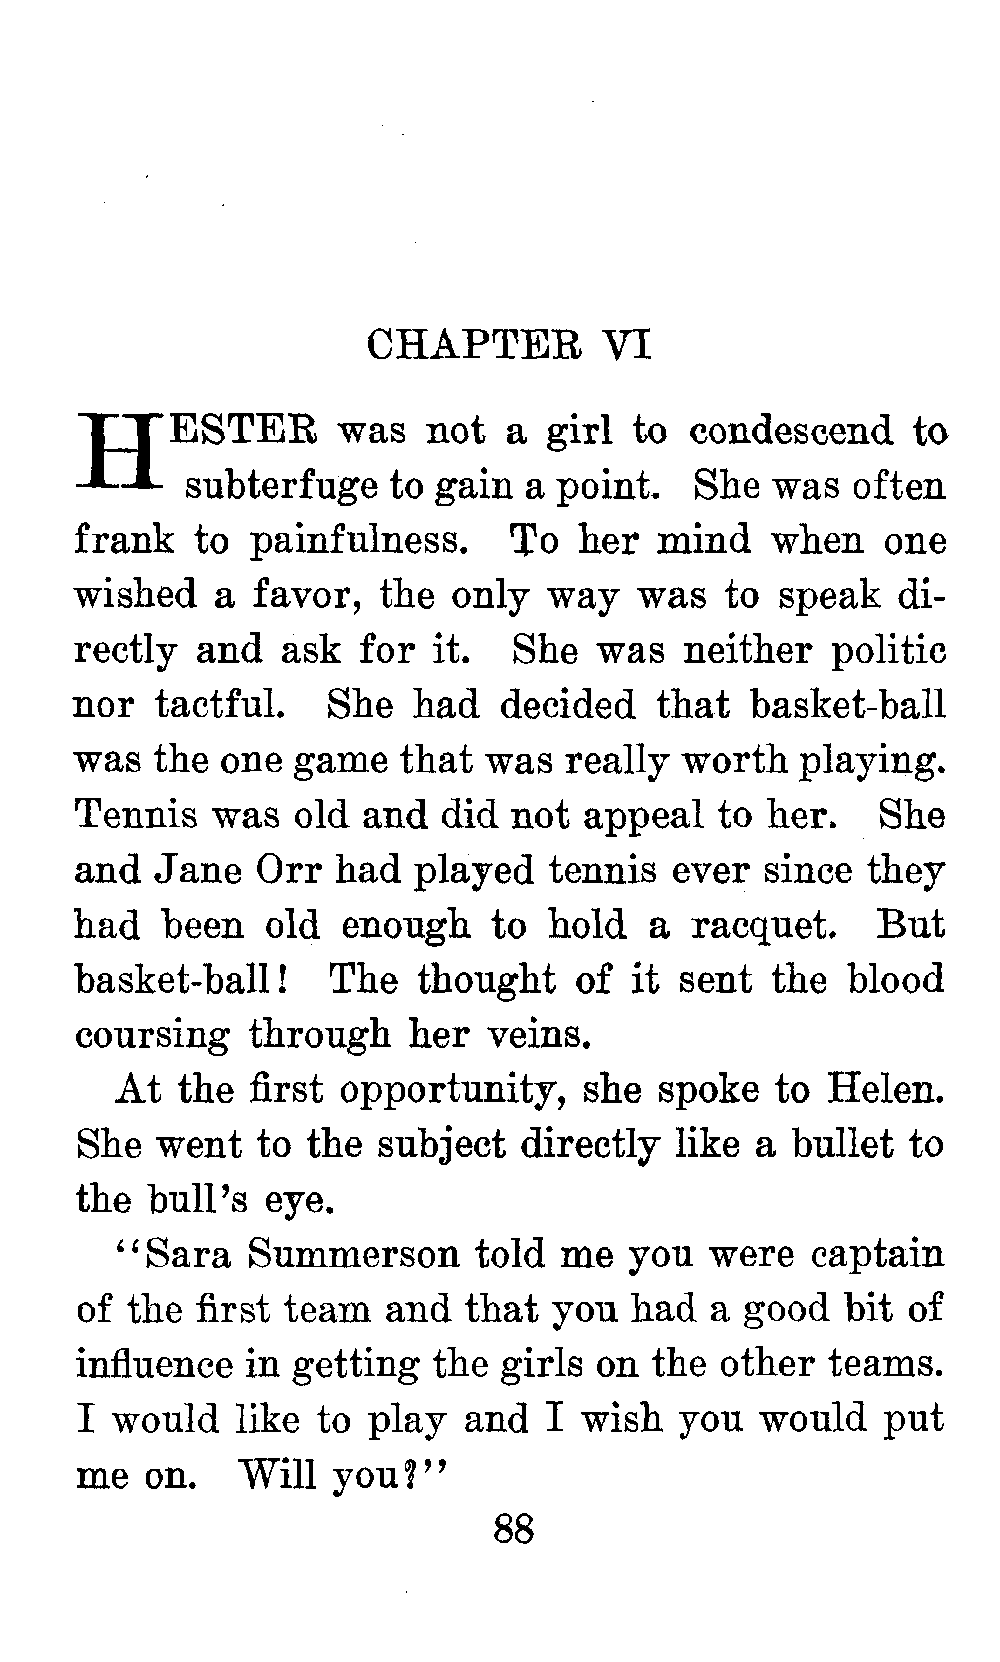 CHAPTER VI
HESTER was not a girl to condescend to
subterfuge to gain a point. She was often
frank to painfulness. To her mind when one
wished a favor, the only way was to speak di-
rectly and ask for it. She was neither politic
nor tactful. She had decided that basket-ball
was the one game that was really worth playing.
Tennis was old and did not appeal to her. She
and Jane Orr had played tennis ever since they
had been old enough to hold a racquet. But
basket-ball! The thought of it sent the blood
coursing through her veins.
At the first opportunity, she spoke to Helen.
She went to the subject directly like a bullet to
the bull's eye.
"Sara Summerson told me you were captain
of the first team and that you had a good bit of
influence in getting the girls on the other teams.
I would like to play and I wish you would put
me on. Will you?"
88